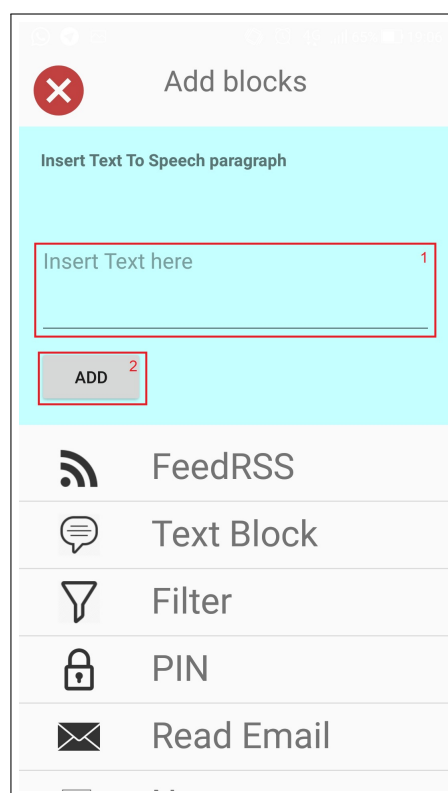 Add blocks
Insert Text To Speech paragraph
Insert Text here 1
ADD 2
FeedRSS
Text Block
Filter
PIN
Read Email